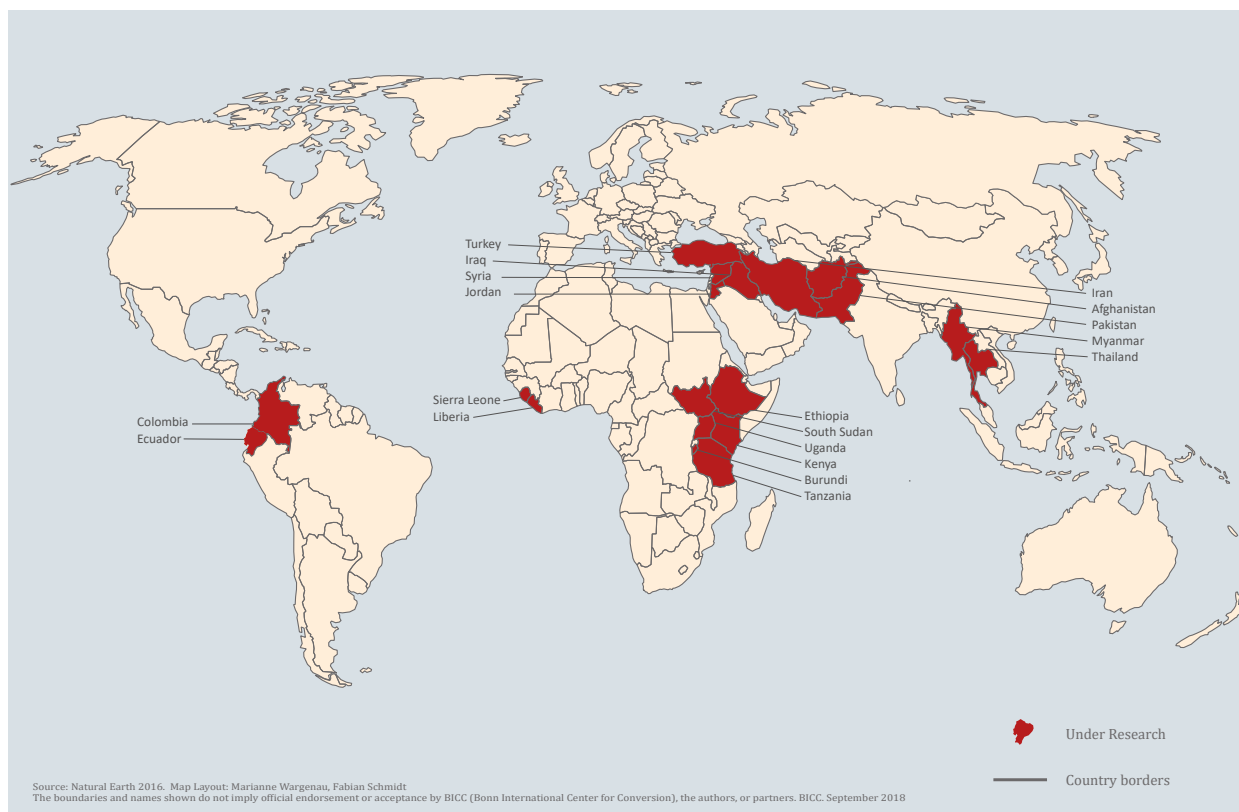 Turkey
Iraq
Syria
Jordan
Iran
Afghanistan
Pakistan
Myanmar
Thailand
Sierra Leone
Liberia
Colombia
Ecuador
Ethiopia
South Sudan
Uganda
Kenya
Burundi
Tanzania
Under Research
Country borders
Source: Natural Earth 2016. Map Layout: Marianne Wargenau, Fabian Schmidt
The boundaries and names shown do not imply official endorsement or acceptance by BICC (Bonn International Center for Conversion), the authors, or partners. BICC. September 2018